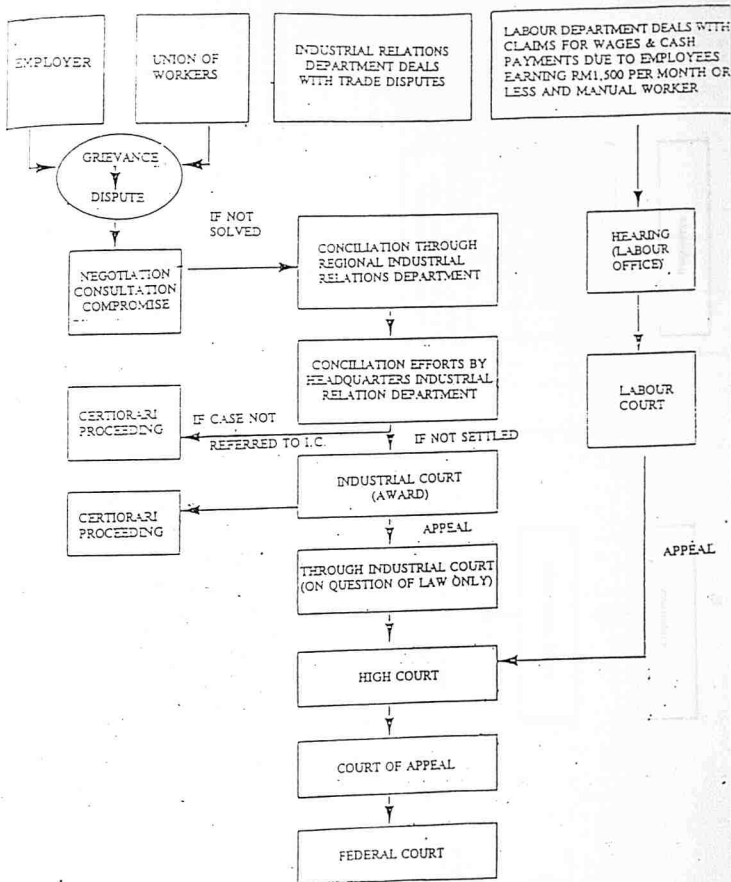 EMPLOYER
UNION OF
WORKERS
INDUSTRIAL RELATIONS
DEPARTMENT DEALS
WITH TRADE DISPUTES
LABOUR DEPARTMENT DEALS WITH
CLAIMS FOR WAGES & CASH
PAYMENTS DUE TO EMPLOYEES
EARNING RM1,500 PER MONTH OR
LESS AND MANUAL WORKER
GRIEVANCE
DISPUTE
IF NOT
SOLVED
NEGOTIATION
CONSULTATION
COMPROMISE
CONCILIATION THROUGH
REGIONAL INDUSTRIAL
RELATIONS DEPARTMENT
HEARING
(LABOUR
OFFICE)
CONCILIATION EFFORTS BY
HEADQUARTERS INDUSTRIAL
RELATION DEPARTMENT
LABOUR
COURT
CERTIORARI
PROCEEDING
IF CASE NOT
REFERRED TO I.C.
IF NOT SETTLED
INDUSTRIAL COURT
(AWARD)
CERTIORARI
PROCEEDING
APPEAL
APPEAL
THROUGH INDUSTRIAL COURT
(ON QUESTION OF LAW ONLY)
HIGH COURT
COURT OF APPEAL
FEDERAL COURT